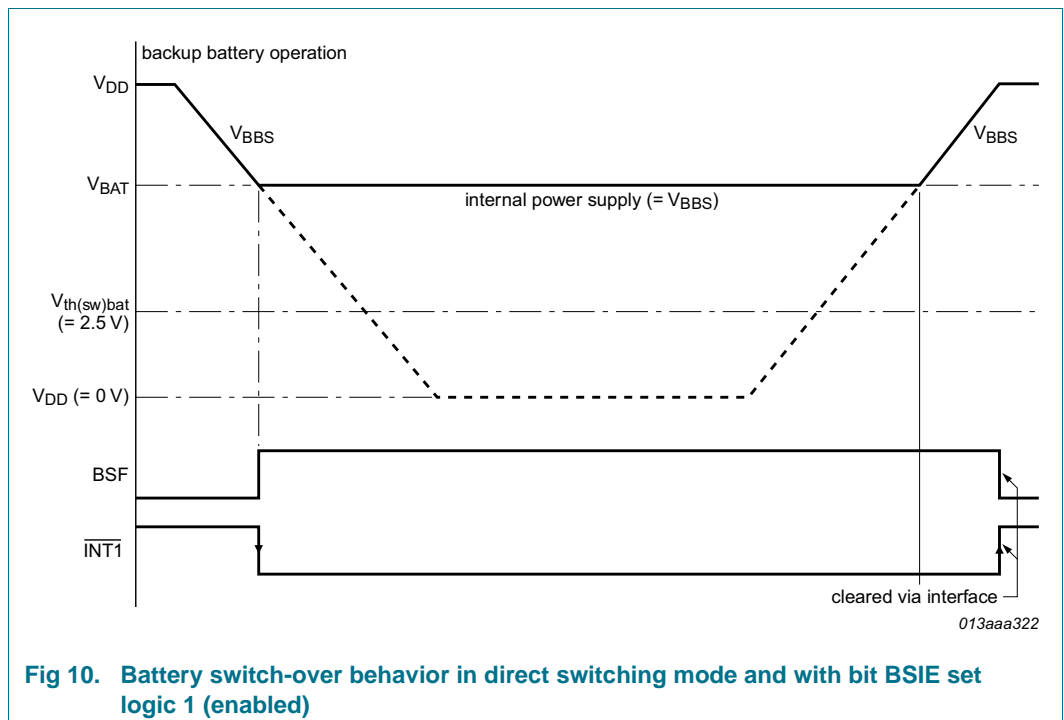 backup battery operation
VDD
VBBS
VBBS
VBAT
internal power supply (= VBBS)
Vth(sw)bat
(= 2.5 V)
VDD (= 0 V)
BSF
INT1
cleared via interface
013aaa322
Fig 10. Battery switch-over behavior in direct switching mode and with bit BSIE set
logic 1 (enabled)